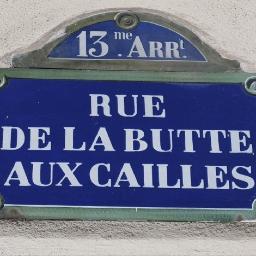 13me. ARRt.
RUE
DE LA BUTTE
AUX CAILLES